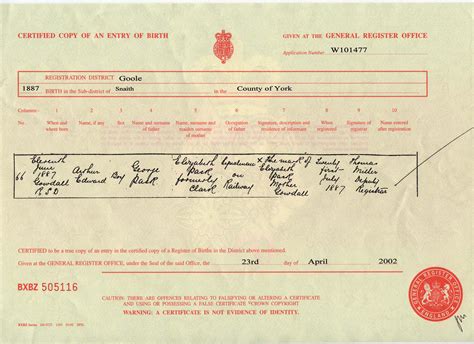 CERTIFIED COPY OF AN ENTRY OF BIRTH
GIVEN AT THE GENERAL REGISTER OFFICE
Application Number W101477
REGISTRATION DISTRICT Goole
1887 BIRTH in the Sub-district of Snaith in the County of York
Columns:- 1 2 3 4 5 6 7 8 9 10
No. When and where born Name, if any Sex Name and surname of father Name, surname and maiden surname of mother Occupation of father Signature, description and residence of informant When registered Signature of registrar Name entered after registration
66 Eleventh June 1887 Gowdall R.S.D Arthur Edward Boy George Park Elizabeth Park formerly Clark on Railway X the mark of Elizabeth Park Mother Gowdall Twenty first July 1887 Thomas Miller Deputy Registrar
CERTIFIED to be a true copy of an entry in the certified copy of a Register of Births in the District above mentioned.
Given at the GENERAL REGISTER OFFICE, under the Seal of the said Office, the 23rd day of April 2002
BXBZ 505116
CAUTION: THERE ARE OFFENCES RELATING TO FALSIFYING OR ALTERING A CERTIFICATE
AND USING OR POSSESSING A FALSE CERTIFICATE ©CROWN COPYRIGHT
WARNING: A CERTIFICATE IS NOT EVIDENCE OF IDENTITY.
GENERAL REGISTER OFFICE
ENGLAND